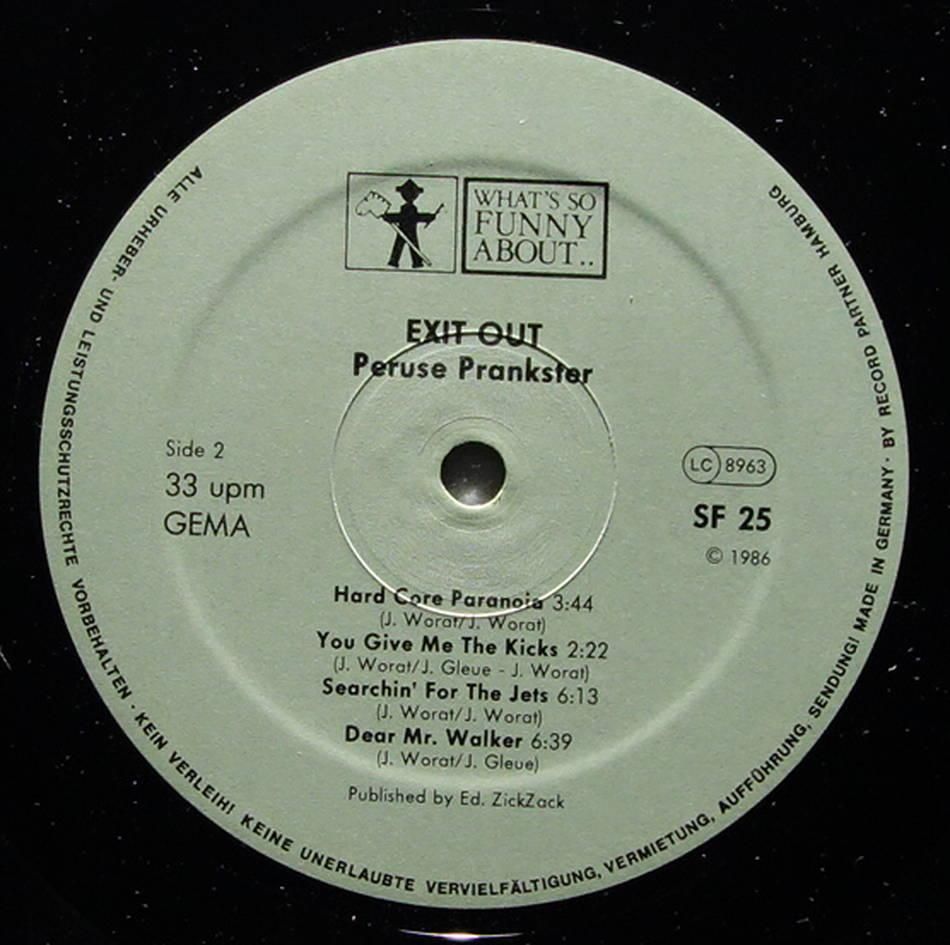 WHAT'S SO
FUNNY
ABOUT..
EXIT OUT
Peruse Prankster
Side 2
33 upm
GEMA
LC 8963
SF 25
© 1986
Hard Core Paranoia 3:44
(J. Worat/J. Worat)
You Give Me The Kicks 2:22
(J. Worat/J. Gleue - J. Worat)
Searchin' For The Jets 6:13
(J. Worat/J. Worat)
Dear Mr. Walker 6:39
(J. Worat/J. Gleue)
Published by Ed. ZickZack
ALLE URHEBER- UND LEISTUNGSSCHUTZRECHTE VORBEHALTEN · KEIN VERLEIH! KEINE UNERLAUBTE VERVIELFÄLTIGUNG, VERMIETUNG, AUFFÜHRUNG, SENDUNG! MADE IN GERMANY · BY RECORD PARTNER HAMBURG